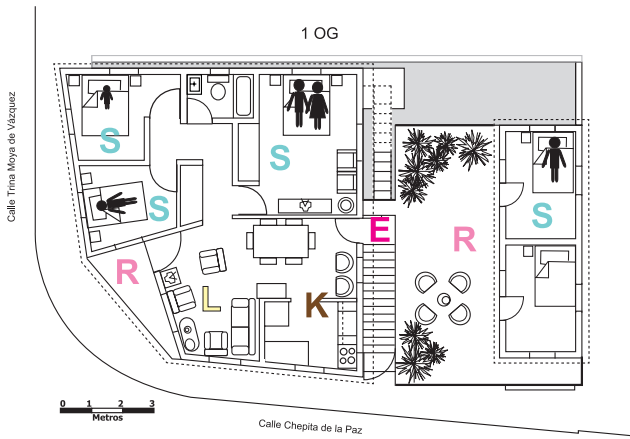 1 OG
Calle Trina Moya de Vázquez
S
S
S
S
E
R
R
L
K
0 1 2 3
Metros
Calle Chepita de la Paz